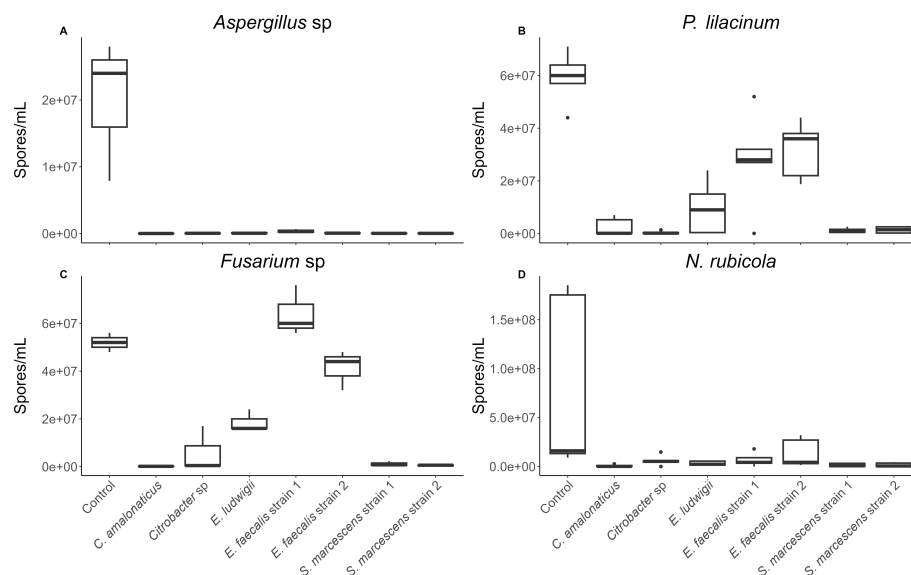 A
Aspergillus sp
Spores/mL
2e+07
1e+07
0e+00
B
P. lilacinum
Spores/mL
6e+07
4e+07
2e+07
0e+00
C
Fusarium sp
Spores/mL
6e+07
4e+07
2e+07
0e+00
Control
C. amalonaticus
Citrobacter sp
E. ludwigii
E. faecalis strain 1
E. faecalis strain 2
S. marcescens strain 1
S. marcescens strain 2
D
N. rubicola
Spores/mL
1.5e+08
1.0e+08
5.0e+07
0.0e+00
Control
C. amalonaticus
Citrobacter sp
E. ludwigii
E. faecalis strain 1
E. faecalis strain 2
S. marcescens strain 1
S. marcescens strain 2